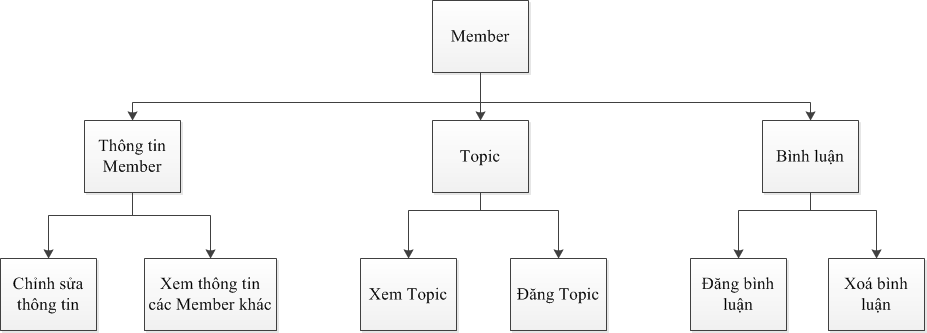 Member
Thông tin
Member
Topic
Bình luận
Chỉnh sửa
thông tin
Xem thông tin
các Member khác
Xem Topic
Đăng Topic
Đăng bình
luận
Xoá bình
luận